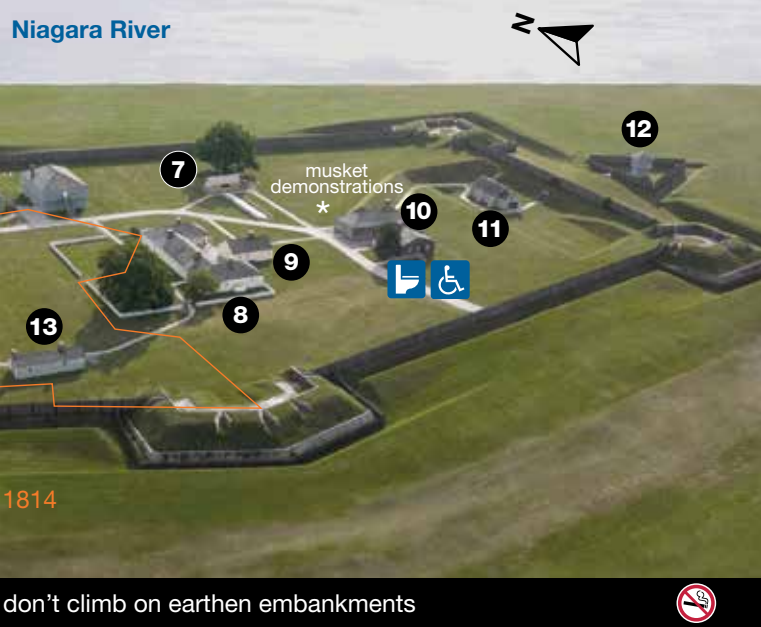 Niagara River
N
12
7
musket
demonstrations
*
10
11
9
8
13
1814
don't climb on earthen embankments